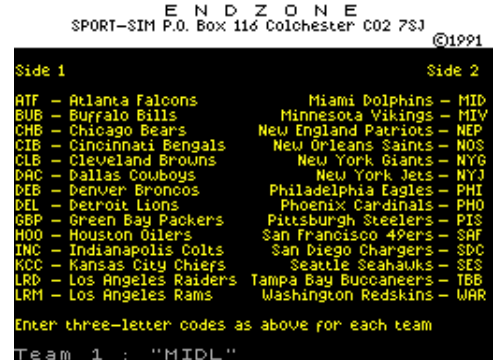 E N D Z O N E
SPORT-SIM P.O. Box 116 Colchester CO2 7SJ
©1991
Side 1 Side 2
ATF - Atlanta Falcons Miami Dolphins - MID
BUB - Buffalo Bills Minnesota Vikings - MIV
CHB - Chicago Bears New England Patriots - NEP
CIB - Cincinnati Bengals New Orleans Saints - NOS
CLB - Cleveland Browns New York Giants - NYG
DAC - Dallas Cowboys New York Jets - NYJ
DEB - Denver Broncos Philadelphia Eagles - PHI
DEL - Detroit Lions Phoenix Cardinals - PHO
GBP - Green Bay Packers Pittsburgh Steelers - PIS
HOO - Houston Oilers San Francisco 49ers - SAF
INC - Indianapolis Colts San Diego Chargers - SDC
KCC - Kansas City Chiefs Seattle Seahawks - SES
LRD - Los Angeles Raiders Tampa Bay Buccaneers - TBB
LRM - Los Angeles Rams Washington Redskins - WAR
Enter three-letter codes as above for each team
Team 1 : "MIDL"